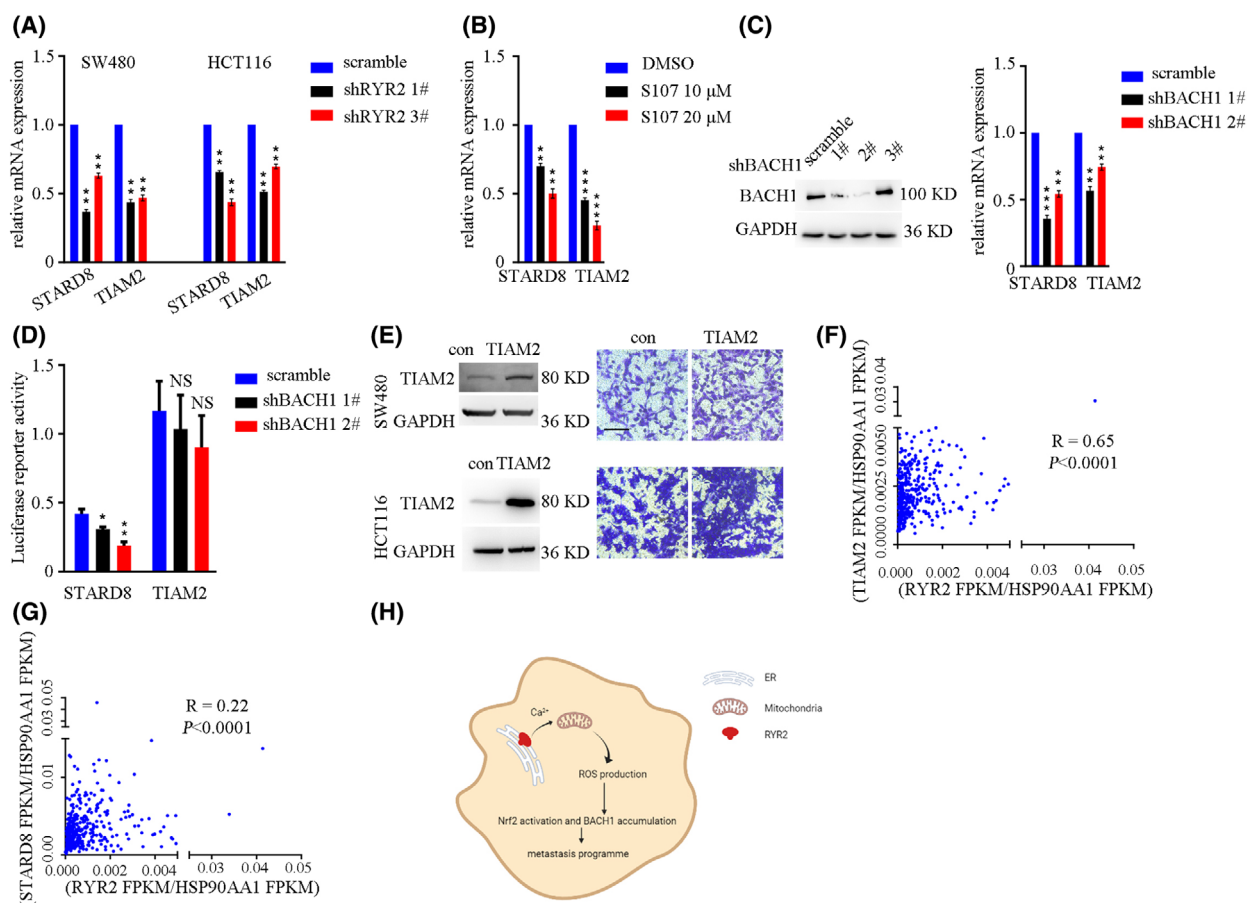 (A)
1.5
1.0
0.5
0
relative mRNA expression
SW480
HCT116
scramble
shRYR2 1#
shRYR2 3#
** ** ** ** ** ** ** **
STARD8
TIAM2
STARD8
TIAM2
(B)
1.5
1.0
0.5
0
relative mRNA expression
DMSO
S107 10 µM
S107 20 µM
** ** *** ***
STARD8
TIAM2
(C)
shBACH1
scramble
1#
2#
3#
BACH1
100 KD
GAPDH
36 KD
1.5
1.0
0.5
0
relative mRNA expression
scramble
shBACH1 1#
shBACH1 2#
*** ** ** **
STARD8
TIAM2
(D)
1.5
1.0
0.5
0
Luciferase reporter activity
scramble
shBACH1 1#
shBACH1 2#
* ** NS NS
STARD8
TIAM2
(E)
SW480
con TIAM2
TIAM2
80 KD
GAPDH
36 KD
con
TIAM2
HCT116
con TIAM2
TIAM2
80 KD
GAPDH
36 KD
(F)
(TIAM2 FPKM/HSP90AA1 FPKM)
0.03 0.04
0.0000 0.0025 0.0050
R = 0.65
P<0.0001
0.000 0.002 0.004 0.03 0.04 0.05
(RYR2 FPKM/HSP90AA1 FPKM)
(G)
(STARD8 FPKM/HSP90AA1 FPKM)
0.03 0.05
0.00 0.01
R = 0.22
P<0.0001
0.000 0.002 0.004 0.03 0.04 0.05
(RYR2 FPKM/HSP90AA1 FPKM)
(H)
Ca²⁺
ROS production
Nrf2 activation and BACH1 accumulation
metastasis programme
ER
Mitochondria
RYR2